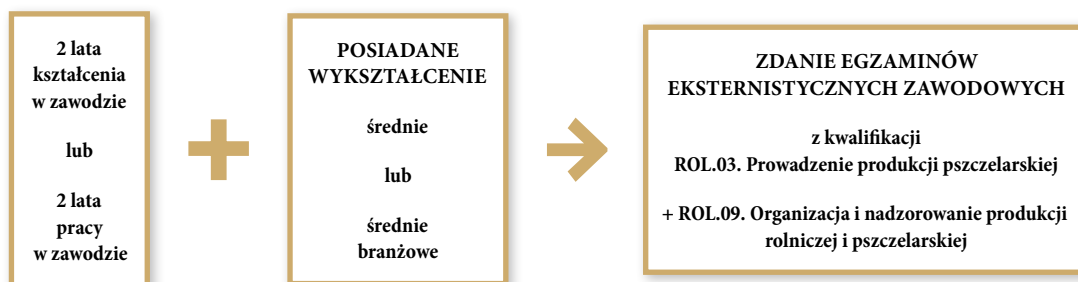 2 lata
kształcenia
w zawodzie
lub
2 lata
pracy
w zawodzie
POSIADANE
WYKSZTAŁCENIE
średnie
lub
średnie
branżowe
ZDANIE EGZAMINÓW
EKSTERNISTYCZNYCH ZAWODOWYCH
z kwalifikacji
ROL.03. Prowadzenie produkcji pszczelarskiej
+ ROL.09. Organizacja i nadzorowanie produkcji
rolniczej i pszczelarskiej